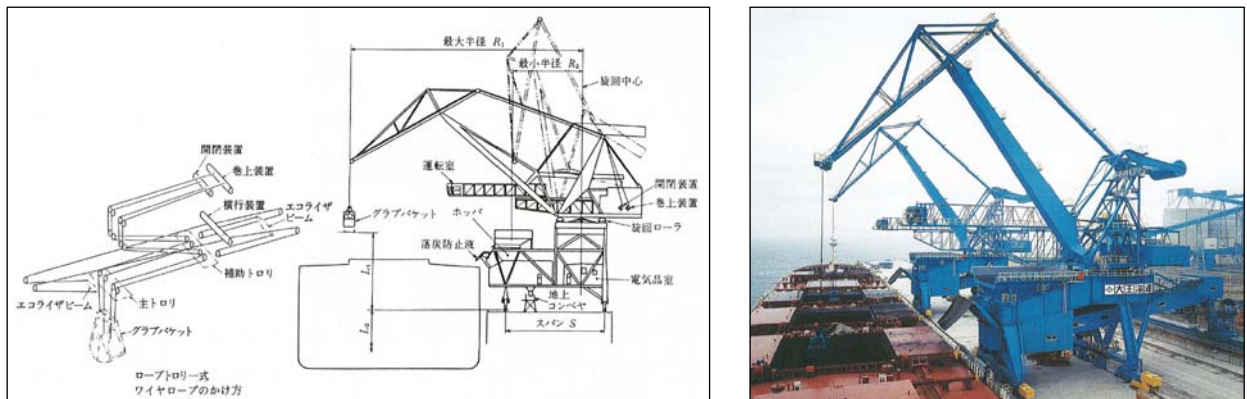 開閉装置
巻上装置
横行装置
エコライザ
ビーム
補助トロリ
エコライザビーム
主トロリ
グラブバケット
ロープトロリ一式
ワイヤロープのかけ方
最大半径 R₁
最小半径 R₂
旋回中心
運転室
開閉装置
巻上装置
グラブバケット
ホッパ
旋回ローラ
落炭防止液
L₁
電気品室
地上
コンベヤ
L₂
スパン S